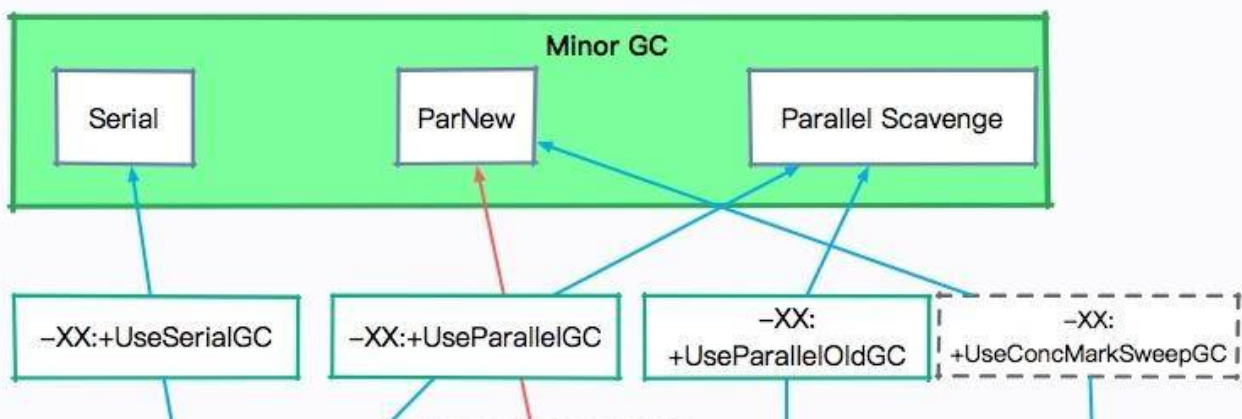 Minor GC
Serial
ParNew
Parallel Scavenge
–XX:+UseSerialGC
–XX:+UseParallelGC
–XX:
+UseParallelOldGC
–XX:
+UseConcMarkSweepGC